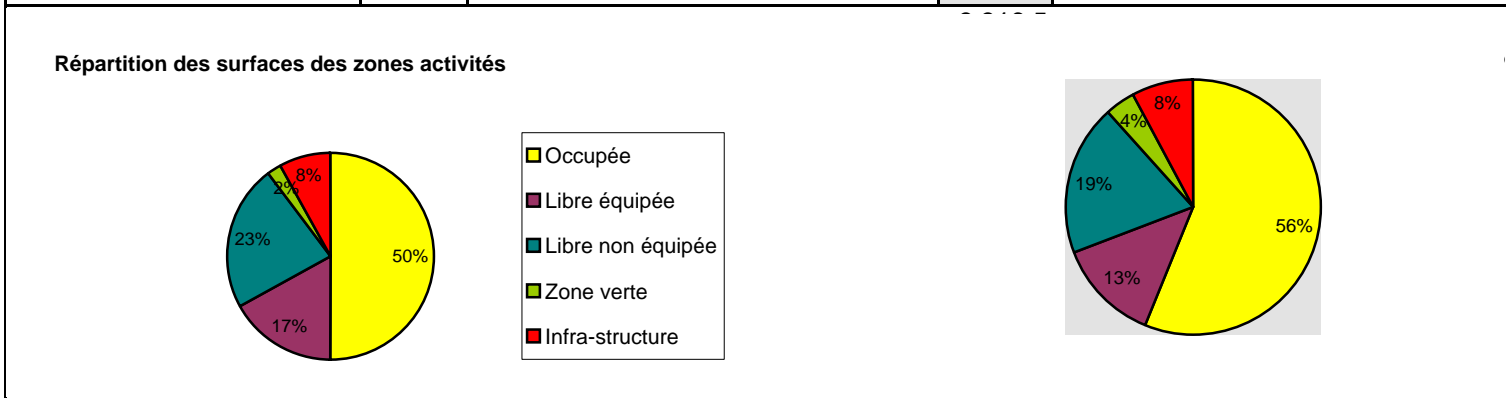 Répartition des surfaces des zones activités
8%
2%
23%
50%
17%
Occupée
Libre équipée
Libre non équipée
Zone verte
Infra-structure
8%
4%
19%
56%
13%